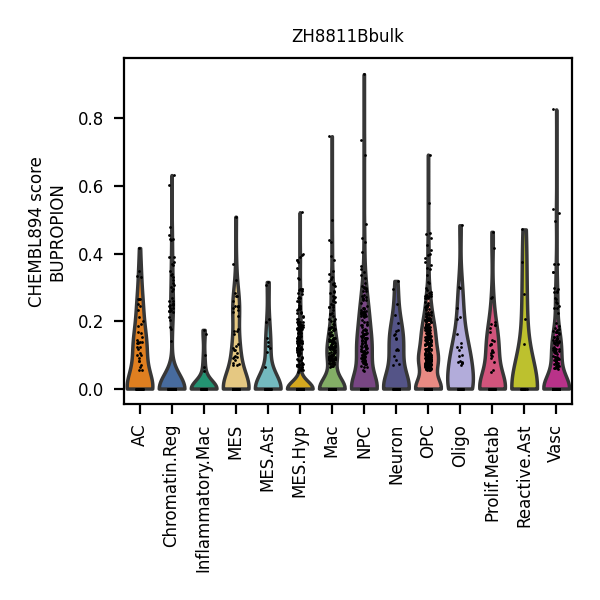 ZH8811Bbulk
CHEMBL894 score
BUPROPION
0.8
0.6
0.4
0.2
0.0
AC
Chromatin.Reg
Inflammatory.Mac
MES
MES.Ast
MES.Hyp
Mac
NPC
Neuron
OPC
Oligo
Prolif.Metab
Reactive.Ast
Vasc